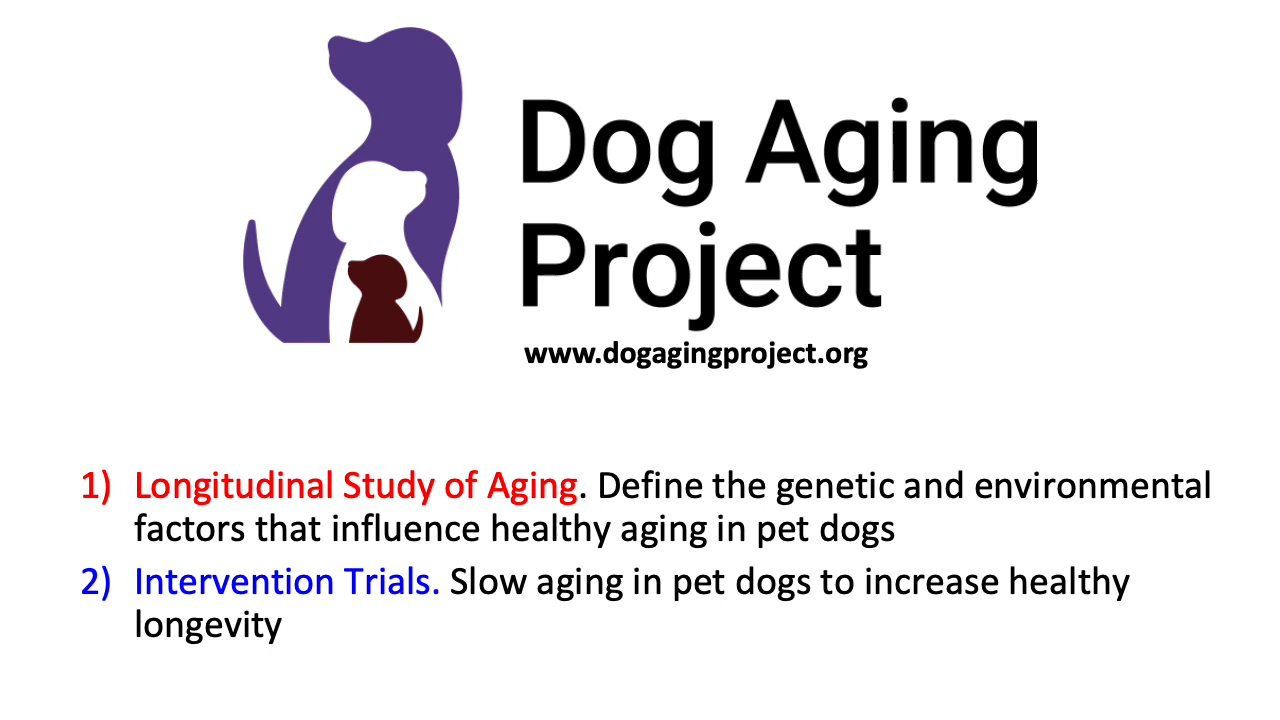 Dog Aging
Project
www.dogagingproject.org
1) Longitudinal Study of Aging. Define the genetic and environmental
factors that influence healthy aging in pet dogs
2) Intervention Trials. Slow aging in pet dogs to increase healthy
longevity